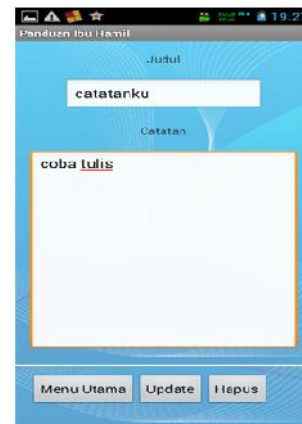 19.2
Panduan Ibu Hamil
Judul
catatanku
Catatan
coba tulis
Menu Utama Update Hapus